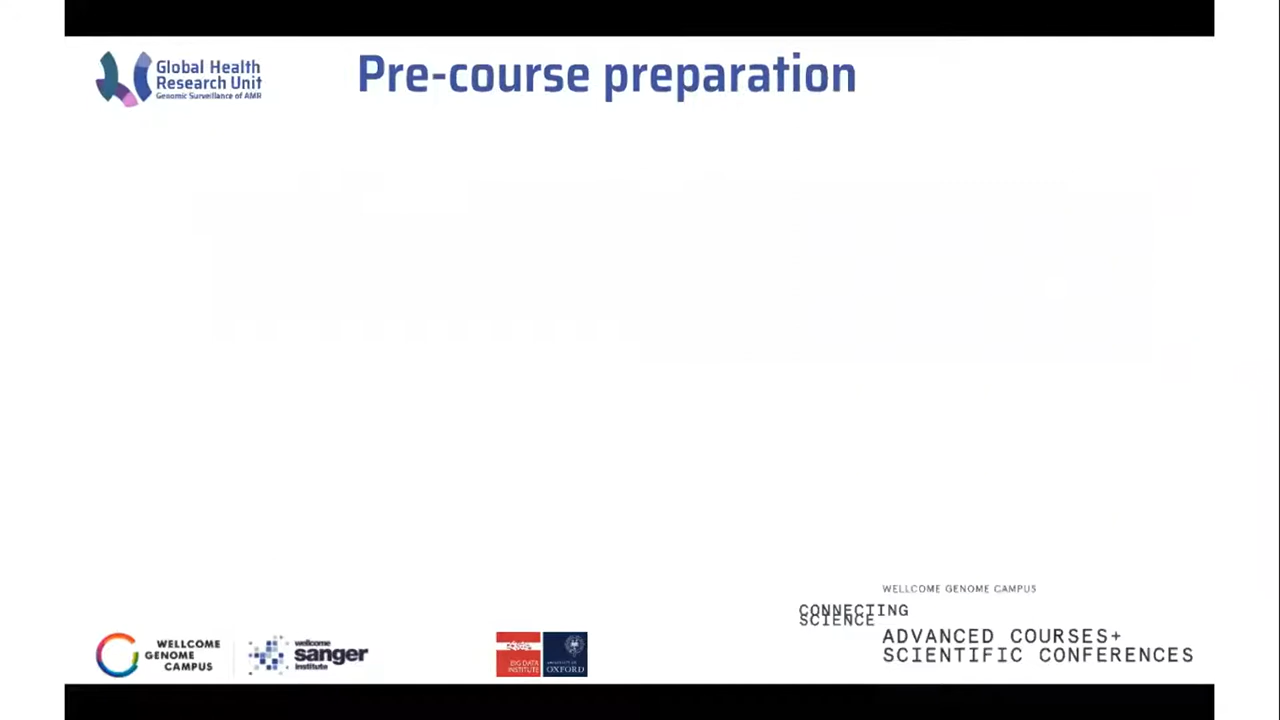 Global Health
Research Unit
Genomic Surveillance of AMR
Pre-course preparation
WELLCOME GENOME CAMPUS
CONNECTIING
SCIENCE
ADVANCED COURSES+
SCIENTIFIC CONFERENCES
WELLCOME
GENOME
CAMPUS
wellcome
sanger
institute
BIG DATA
INSTITUTE
UNIVERSITY OF
OXFORD